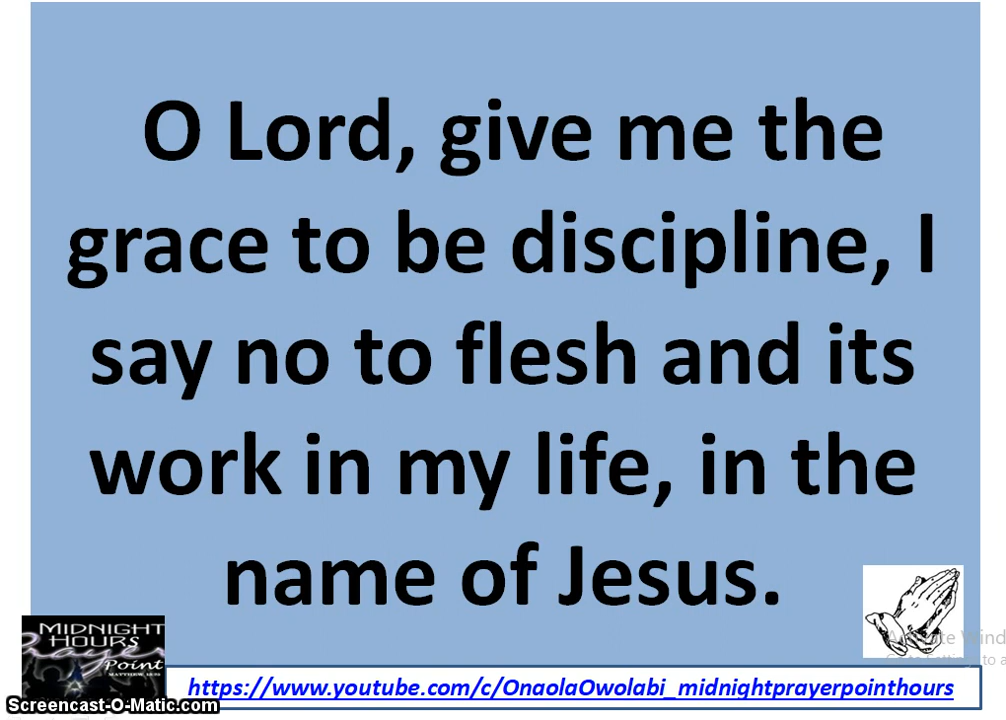 O Lord, give me the
grace to be discipline, I
say no to flesh and its
work in my life, in the
name of Jesus.
MIDNIGHT
HOURS
Prayer
Point
https://www.youtube.com/c/OnaolaOwolabi_midnightprayerpointhours
Screencast-O-Matic.com